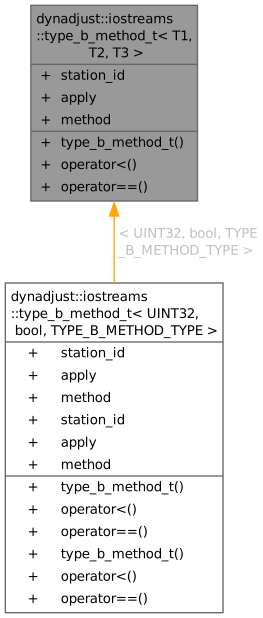 dynadjust::iostreams
::type_b_method_t< T1,
T2, T3 >
+ station_id
+ apply
+ method
+ type_b_method_t()
+ operator<()
+ operator==()
< UINT32, bool, TYPE
_B_METHOD_TYPE >
dynadjust::iostreams
::type_b_method_t< UINT32,
bool, TYPE_B_METHOD_TYPE >
+ station_id
+ apply
+ method
+ station_id
+ apply
+ method
+ type_b_method_t()
+ operator<()
+ operator==()
+ type_b_method_t()
+ operator<()
+ operator==()